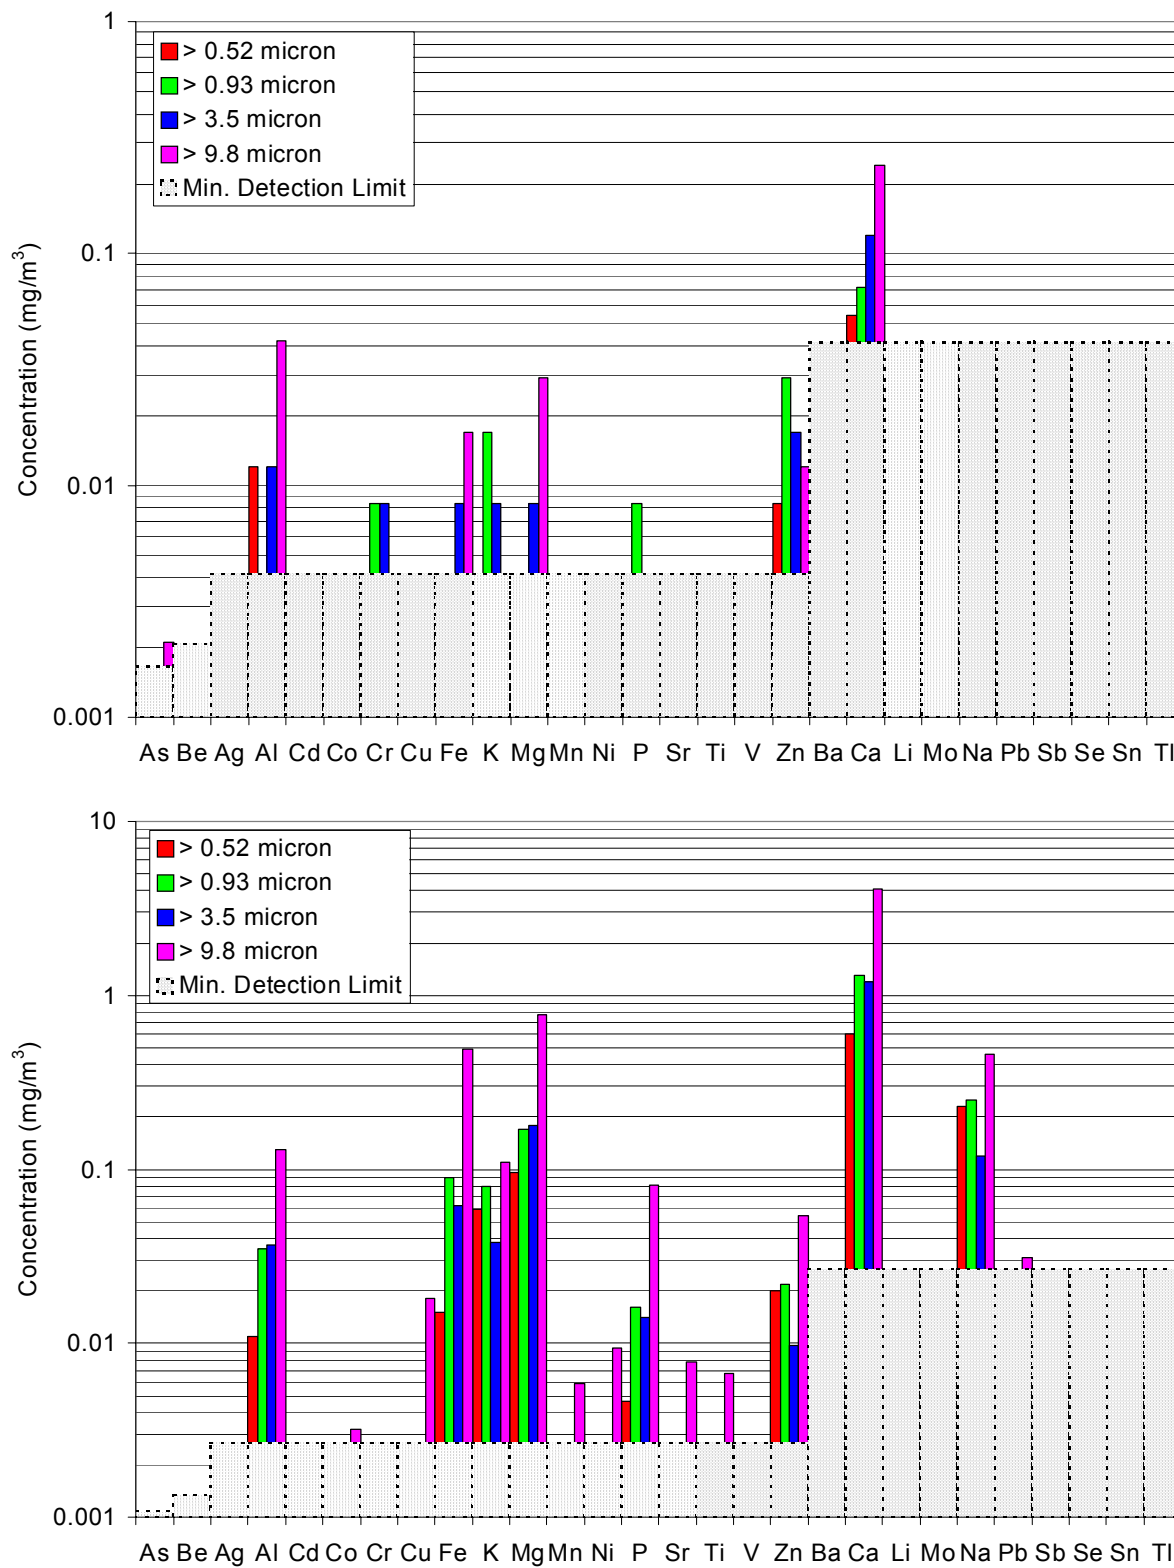 1
> 0.52 micron
> 0.93 micron
> 3.5 micron
> 9.8 micron
Min. Detection Limit
0.1
0.01
0.001
Concentration (mg/m³)
As Be Ag Al Cd Co Cr Cu Fe K Mg Mn Ni P Sr Ti V Zn Ba Ca Li Mo Na Pb Sb Se Sn Tl
10
> 0.52 micron
> 0.93 micron
> 3.5 micron
> 9.8 micron
Min. Detection Limit
1
0.1
0.01
0.001
Concentration (mg/m³)
As Be Ag Al Cd Co Cr Cu Fe K Mg Mn Ni P Sr Ti V Zn Ba Ca Li Mo Na Pb Sb Se Sn Tl